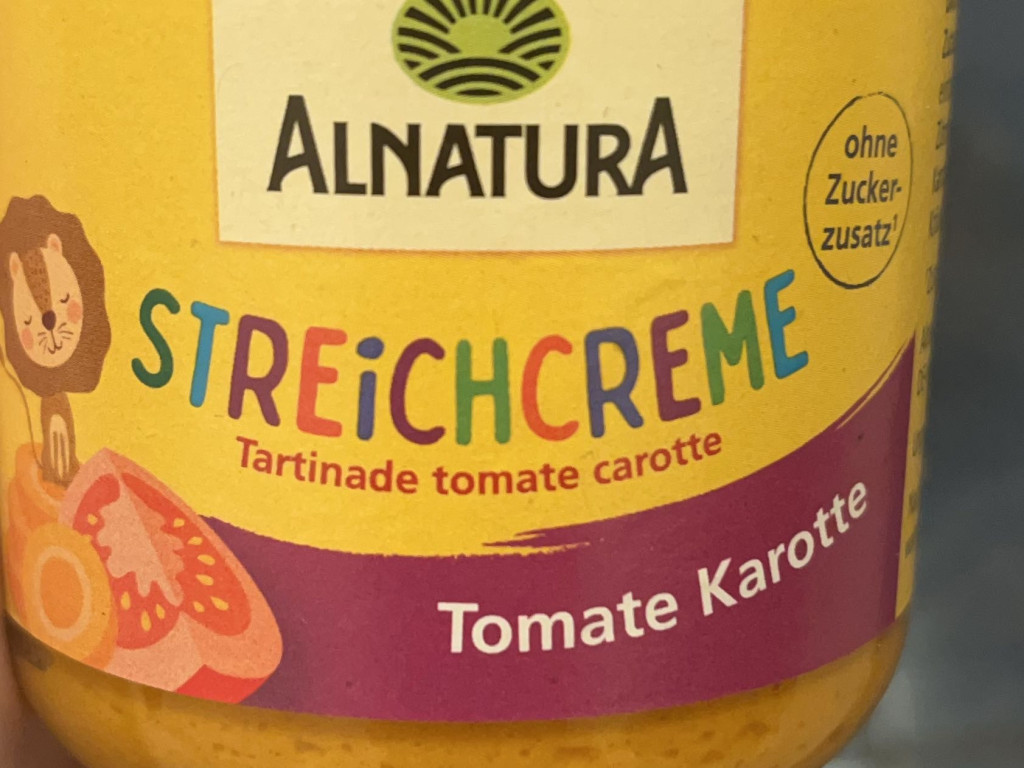 ALNATURA
ohne
Zucker-
zusatz¹
STREiCHCREME
Tartinade tomate carotte
Tomate Karotte